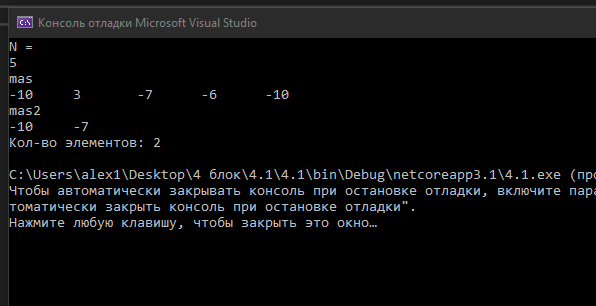 Консоль отладки Microsoft Visual Studio
N =
5
mas
-10 3 -7 -6 -10
mas2
-10 -7
Кол-во элементов: 2
C:\Users\alex1\Desktop\4 блок\4.1\4.1\bin\Debug\netcoreapp3.1\4.1.exe (про
Чтобы автоматически закрывать консоль при остановке отладки, включите пара
томатически закрыть консоль при остановке отладки".
Нажмите любую клавишу, чтобы закрыть это окно…